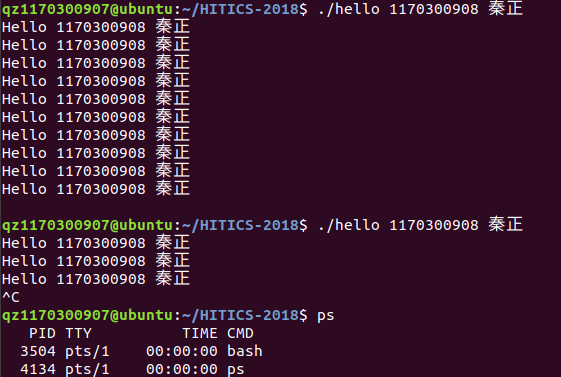 qz1170300907@ubuntu:~/HITICS-2018$ ./hello 1170300908 秦正
Hello 1170300908 秦正
Hello 1170300908 秦正
Hello 1170300908 秦正
Hello 1170300908 秦正
Hello 1170300908 秦正
Hello 1170300908 秦正
Hello 1170300908 秦正
Hello 1170300908 秦正
Hello 1170300908 秦正
Hello 1170300908 秦正
qz1170300907@ubuntu:~/HITICS-2018$ ./hello 1170300908 秦正
Hello 1170300908 秦正
Hello 1170300908 秦正
Hello 1170300908 秦正
^C
qz1170300907@ubuntu:~/HITICS-2018$ ps
PID TTY TIME CMD
3504 pts/1 00:00:00 bash
4134 pts/1 00:00:00 ps